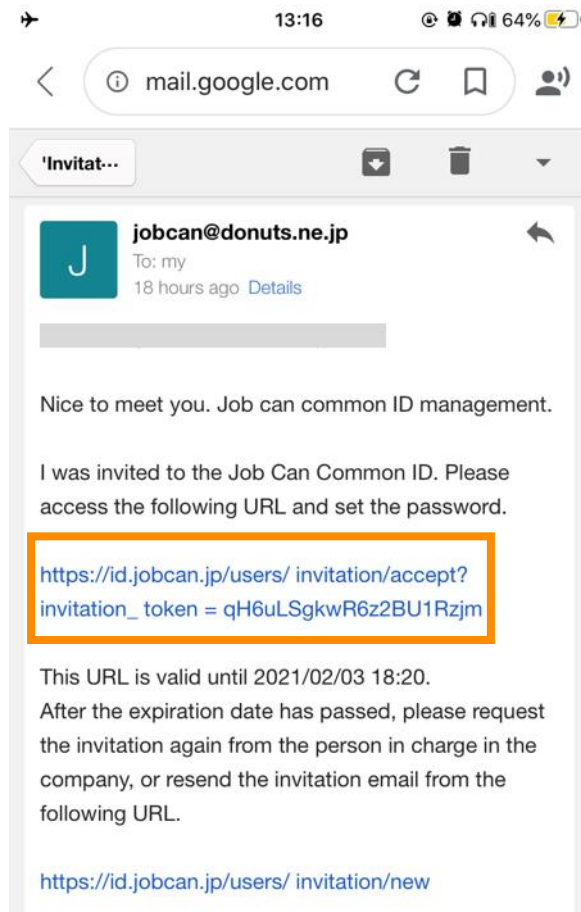 13:16
64%
mail.google.com
'Invitat···
jobcan@donuts.ne.jp
J
To: my
18 hours ago Details
Nice to meet you. Job can common ID management.
I was invited to the Job Can Common ID. Please
access the following URL and set the password.
https://id.jobcan.jp/users/ invitation/accept?
invitation_ token = qH6uLSgkwR6z2BU1Rzjm
This URL is valid until 2021/02/03 18:20.
After the expiration date has passed, please request
the invitation again from the person in charge in the
company, or resend the invitation email from the
following URL.
https://id.jobcan.jp/users/ invitation/new